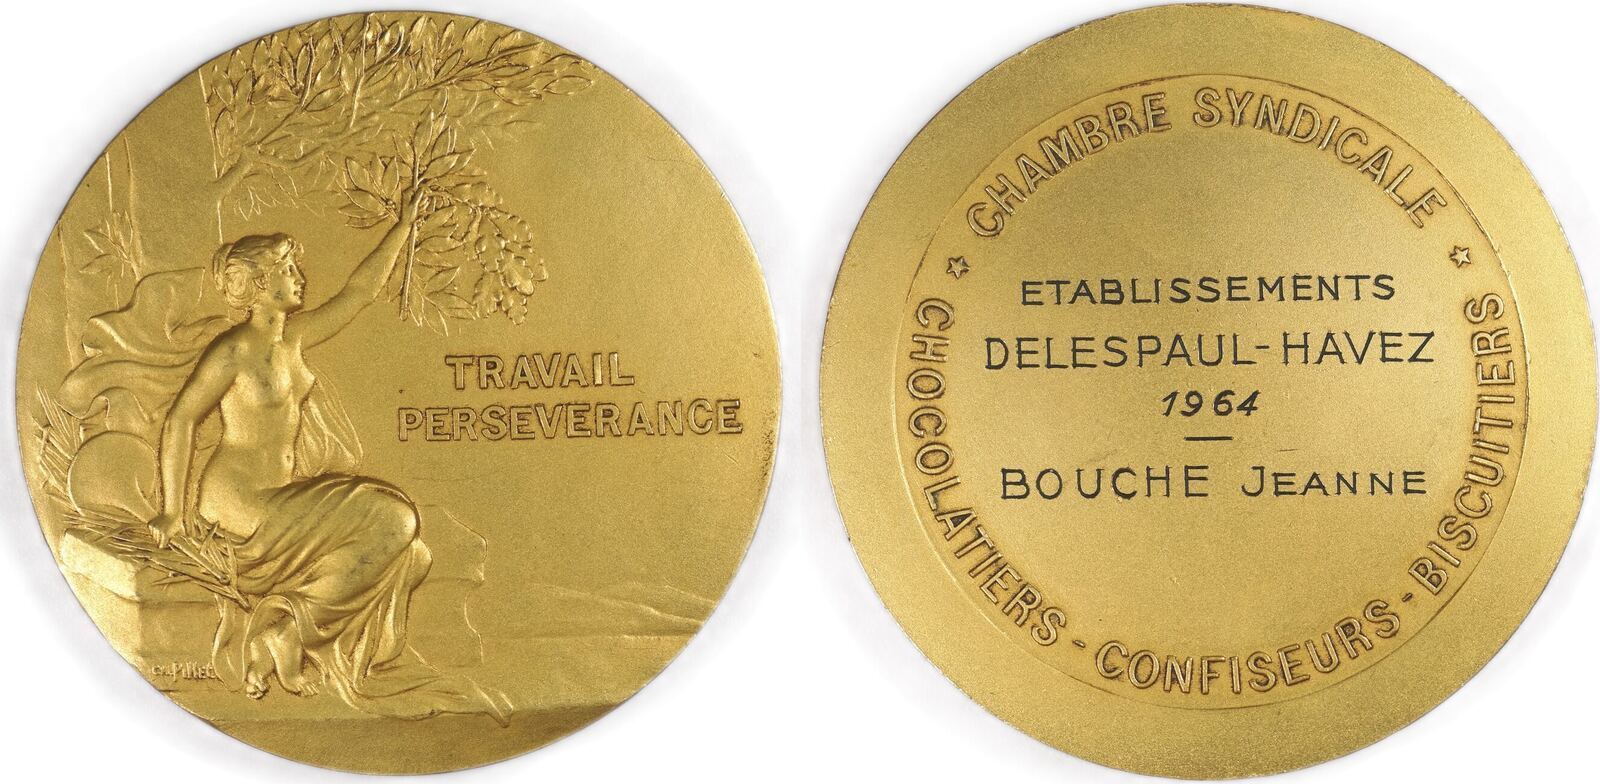 TRAVAIL
PERSEVERANCE
CH. PILLET
CHAMBRE SYNDICALE
ETABLISSEMENTS
DELESPAUL-HAVEZ
1964
BOUCHE JEANNE
CHOCOLATIERS - CONFISEURS - BISCUITIERS